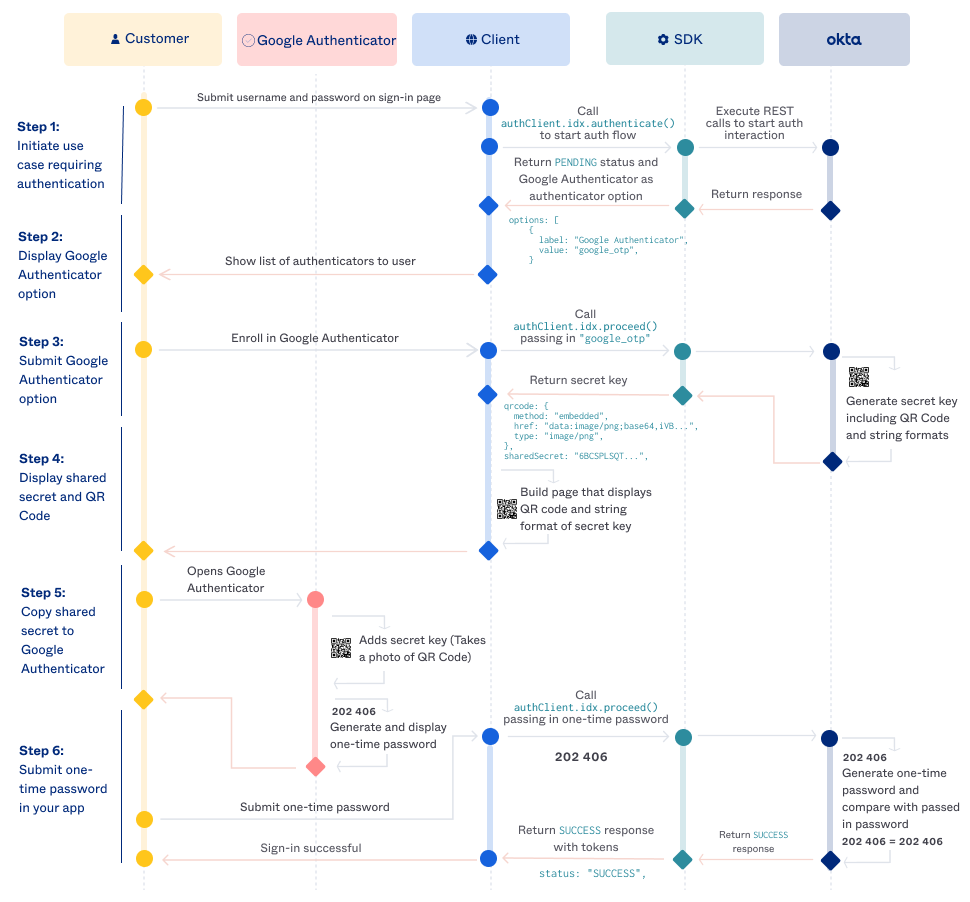 Customer
Google Authenticator
Client
SDK
okta
Step 1:
Initiate use
case requiring
authentication
Submit username and password on sign-in page
Call
authClient.idx.authenticate()
to start auth flow
Execute REST
calls to start auth
interaction
Return PENDING status and
Google Authenticator as
authenticator option
Return response
options: [
{
label: "Google Authenticator",
value: "google_otp",
}
Step 2:
Display Google
Authenticator
option
Show list of authenticators to user
Step 3:
Submit Google
Authenticator
option
Enroll in Google Authenticator
Call
authClient.idx.proceed()
passing in "google_otp"
Return secret key
Generate secret key
including QR Code
and string formats
qrcode: {
method: "embedded",
href: "data:image/png;base64,iVB...",
type: "image/png",
},
sharedSecret: "6BCSPLSQT...",
Step 4:
Display shared
secret and QR
Code
Build page that displays
QR code and string
format of secret key
Step 5:
Copy shared
secret to
Google
Authenticator
Opens Google
Authenticator
Adds secret key (Takes
a photo of QR Code)
202 406
Generate and display
one-time password
Step 6:
Submit one-
time password
in your app
Call
authClient.idx.proceed()
passing in one-time password
202 406
202 406
Generate one-time
password and
compare with passed
in password
202 406 = 202 406
Submit one-time password
Return SUCCESS response
with tokens
Return SUCCESS
response
Sign-in successful
status: "SUCCESS",